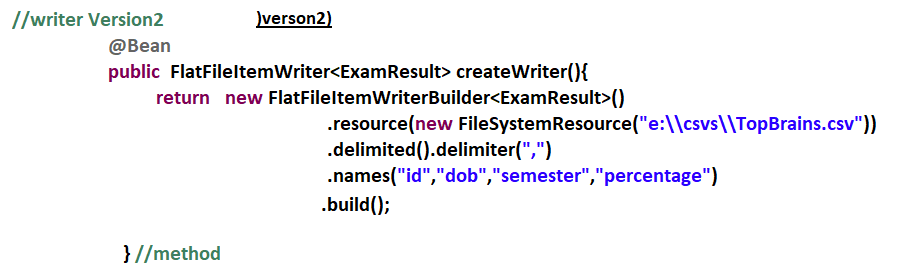 //writer Version2 )verson2)
@Bean
public FlatFileItemWriter<ExamResult> createWriter(){
return new FlatFileItemWriterBuilder<ExamResult>()
.resource(new FileSystemResource("e:\\csvs\\TopBrains.csv"))
.delimited().delimiter(",")
.names("id","dob","semester","percentage")
.build();
} //method